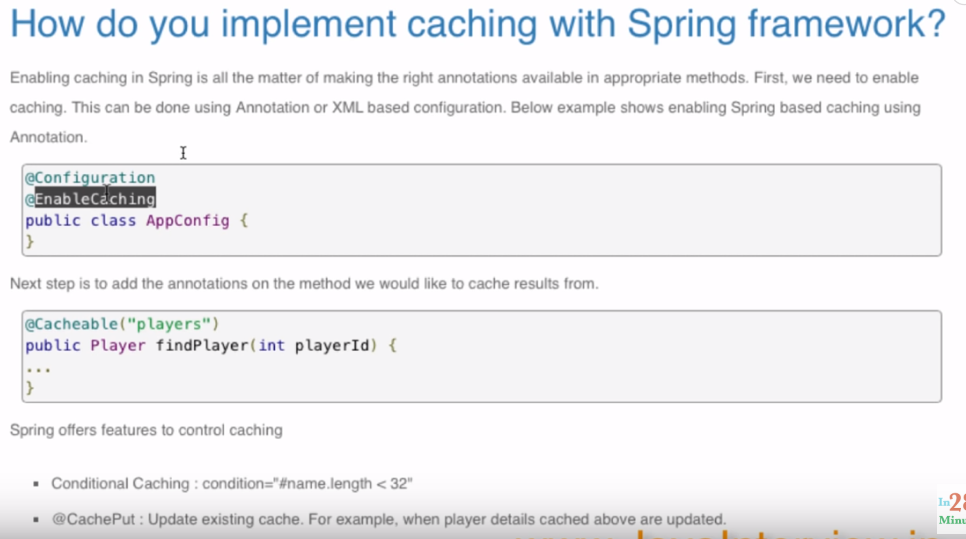 How do you implement caching with Spring framework?
Enabling caching in Spring is all the matter of making the right annotations available in appropriate methods. First, we need to enable
caching. This can be done using Annotation or XML based configuration. Below example shows enabling Spring based caching using
Annotation.
@Configuration
@EnableCaching
public class AppConfig {
}
Next step is to add the annotations on the method we would like to cache results from.
@Cacheable("players")
public Player findPlayer(int playerId) {
...
}
Spring offers features to control caching
▪ Conditional Caching : condition="#name.length < 32"
▪ @CachePut : Update existing cache. For example, when player details cached above are updated.
In28
Minu